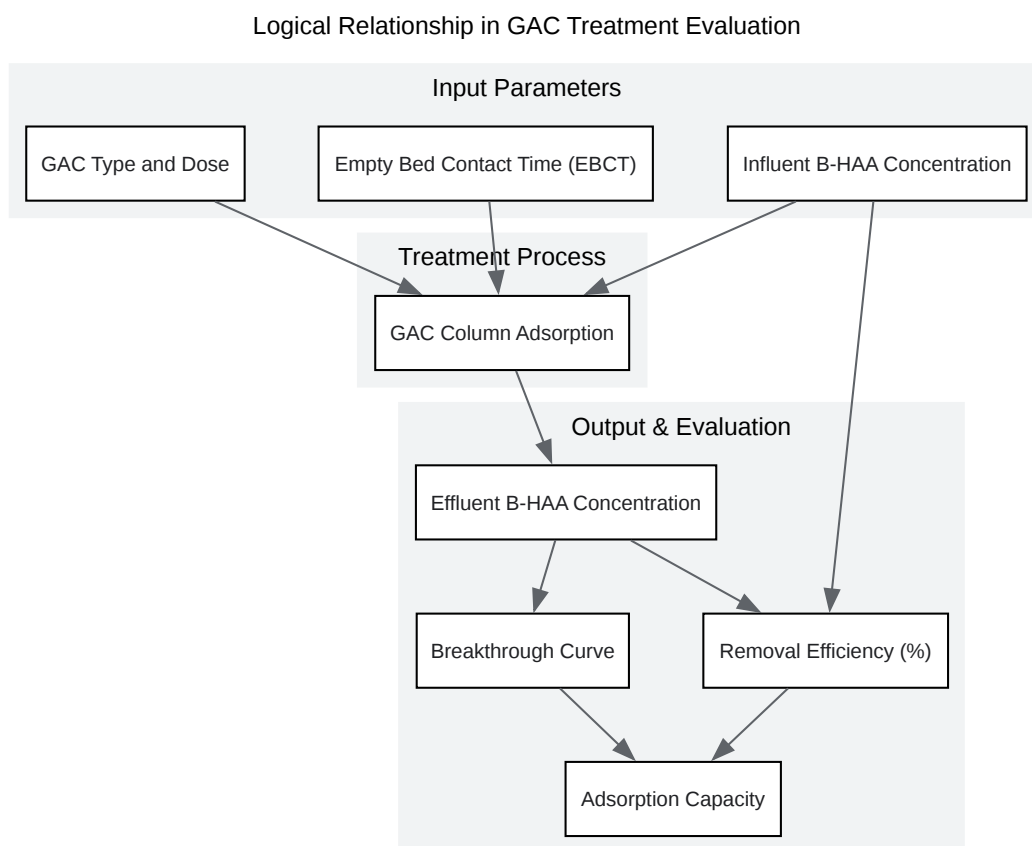 Logical Relationship in GAC Treatment Evaluation
Input Parameters
GAC Type and Dose
Empty Bed Contact Time (EBCT)
Influent B-HAA Concentration
Treatment Process
GAC Column Adsorption
Output & Evaluation
Effluent B-HAA Concentration
Breakthrough Curve
Removal Efficiency (%)
Adsorption Capacity